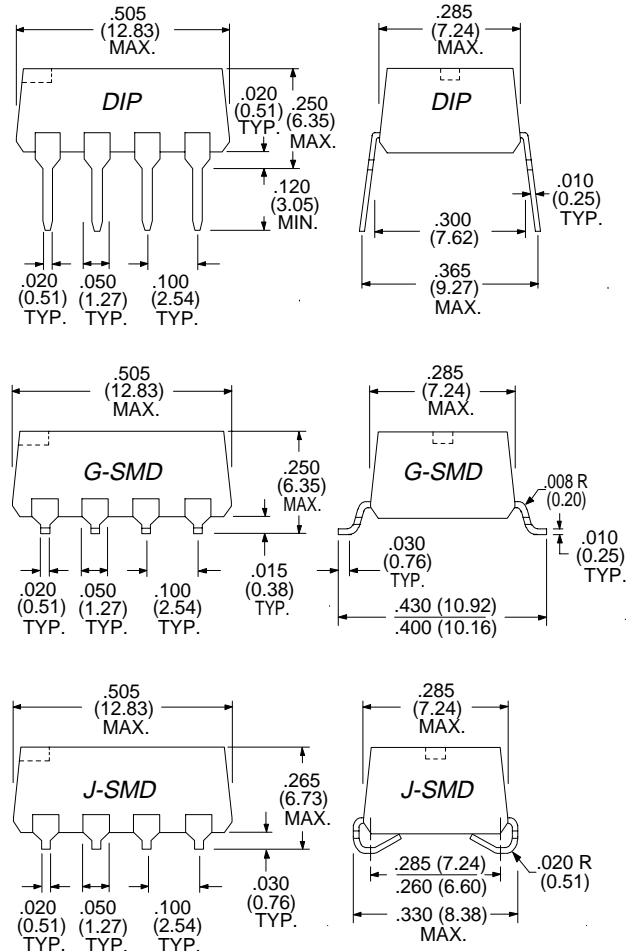 .505
(12.83)
MAX.
DIP
.020
(0.51)
TYP.
.250
(6.35)
MAX.
.120
(3.05)
MIN.
.020
(0.51)
TYP.
.050
(1.27)
TYP.
.100
(2.54)
TYP.
.285
(7.24)
MAX.
DIP
.010
(0.25)
TYP.
.300
(7.62)
.365
(9.27)
MAX.
.505
(12.83)
MAX.
G-SMD
.250
(6.35)
MAX.
.020
(0.51)
TYP.
.050
(1.27)
TYP.
.100
(2.54)
TYP.
.015
(0.38)
TYP.
.285
(7.24)
MAX.
G-SMD
.008 R
(0.20)
.010
(0.25)
TYP.
.030
(0.76)
TYP.
.430 (10.92)
.400 (10.16)
.505
(12.83)
MAX.
J-SMD
.265
(6.73)
MAX.
.020
(0.51)
TYP.
.050
(1.27)
TYP.
.100
(2.54)
TYP.
.030
(0.76)
TYP.
.285
(7.24)
MAX.
J-SMD
.285 (7.24)
.260 (6.60)
.020 R
(0.51)
.330 (8.38)
MAX.